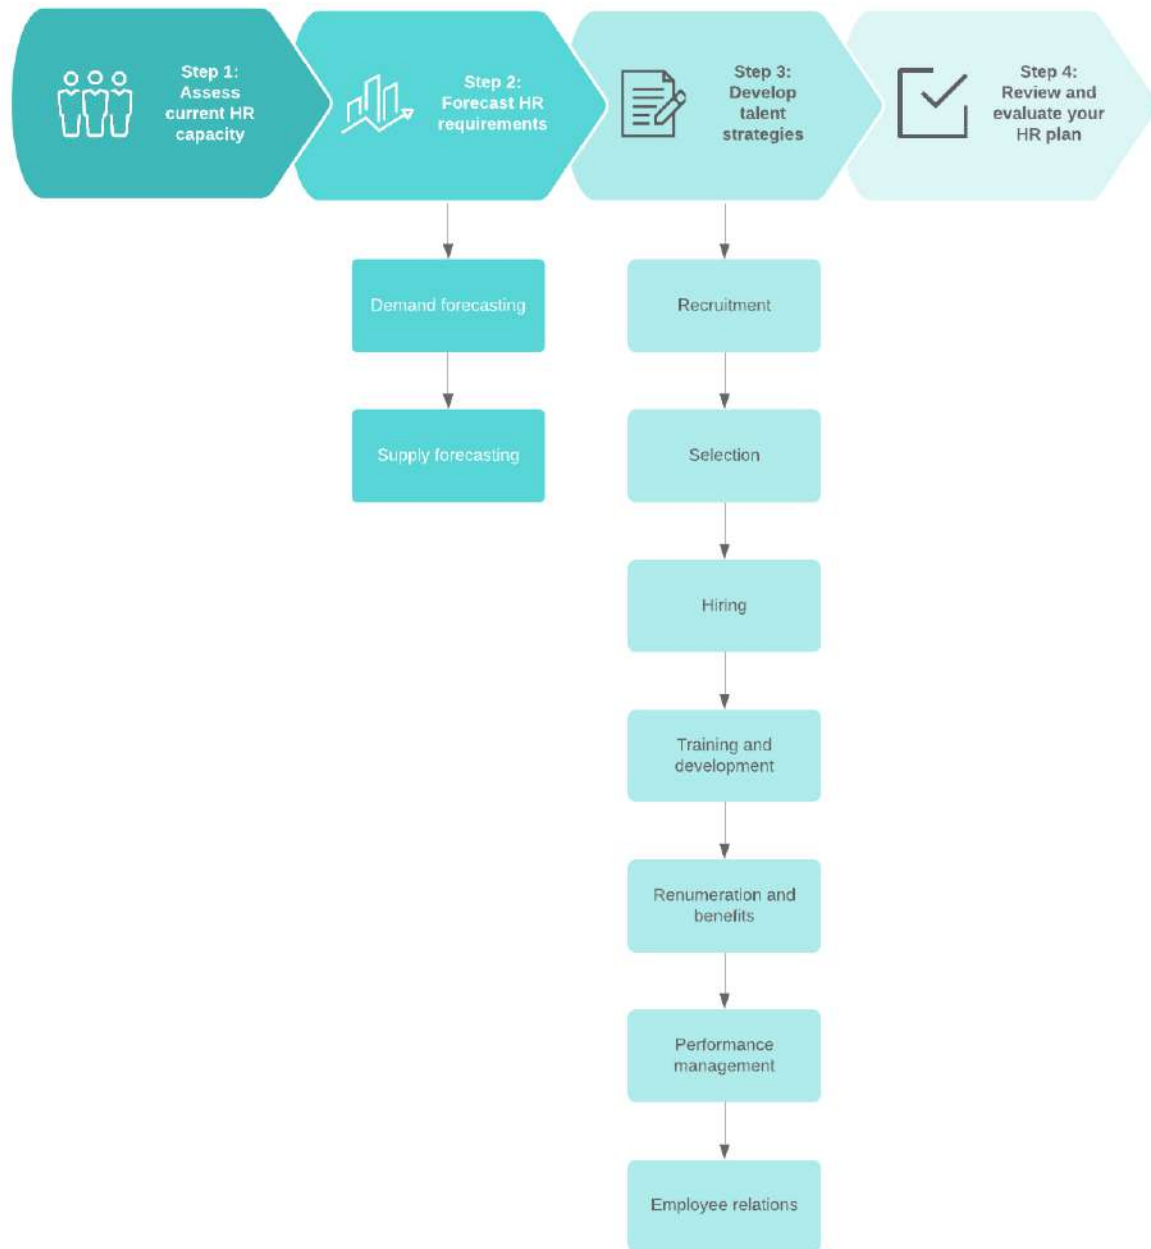 Step 1:
Assess
current HR
capacity
Step 2:
Forecast HR
requirements
Step 3:
Develop
talent
strategies
Step 4:
Review and
evaluate your
HR plan
Demand forecasting
Supply forecasting
Recruitment
Selection
Hiring
Training and
development
Renumeration and
benefits
Performance
management
Employee relations